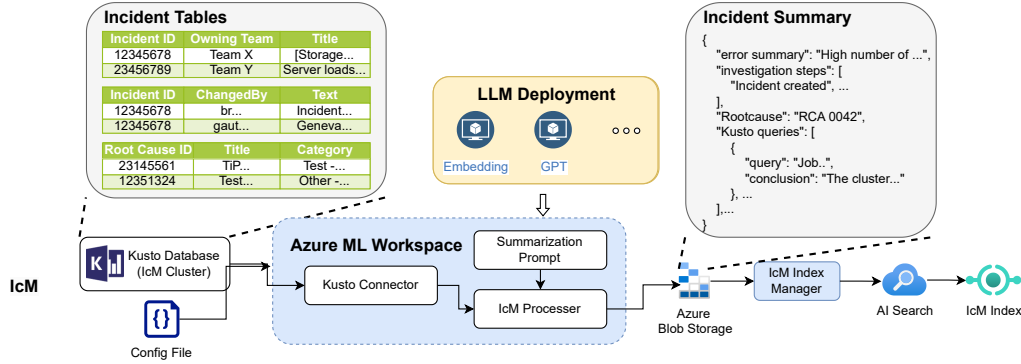 Incident Tables
Incident ID Owning Team Title
12345678 Team X [Storage...
23456789 Team Y Server loads...
Incident ID ChangedBy Text
12345678 br... Incident...
12345678 gaut... Geneva...
Root Cause ID Title Category
23145561 TiP... Test -...
12351324 Test... Other -...
LLM Deployment
Embedding
GPT
Incident Summary
{
"error summary": "High number of ...",
"investigation steps": [
"Incident created", ...
],
"Rootcause": "RCA 0042",
"Kusto queries": [
{
"query": "Job..",
"conclusion": "The cluster..."
}, ...
],...
}
IcM
Kusto Database
(IcM Cluster)
Config File
Azure ML Workspace
Kusto Connector
Summarization
Prompt
IcM Processer
Azure
Blob Storage
IcM Index
Manager
AI Search
IcM Index